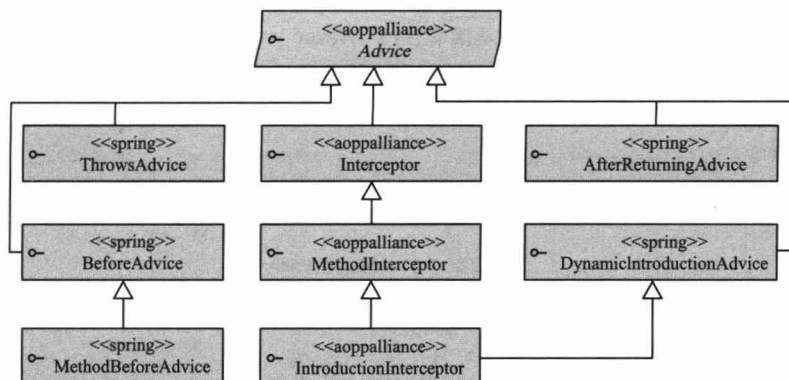 <<aoppalliance>>
Advice
<<spring>>
ThrowsAdvice
<<aoppalliance>>
Interceptor
<<spring>>
AfterReturningAdvice
<<spring>>
BeforeAdvice
<<aoppalliance>>
MethodInterceptor
<<spring>>
DynamicIntroductionAdvice
<<spring>>
MethodBeforeAdvice
<<aoppalliance>>
IntroductionInterceptor